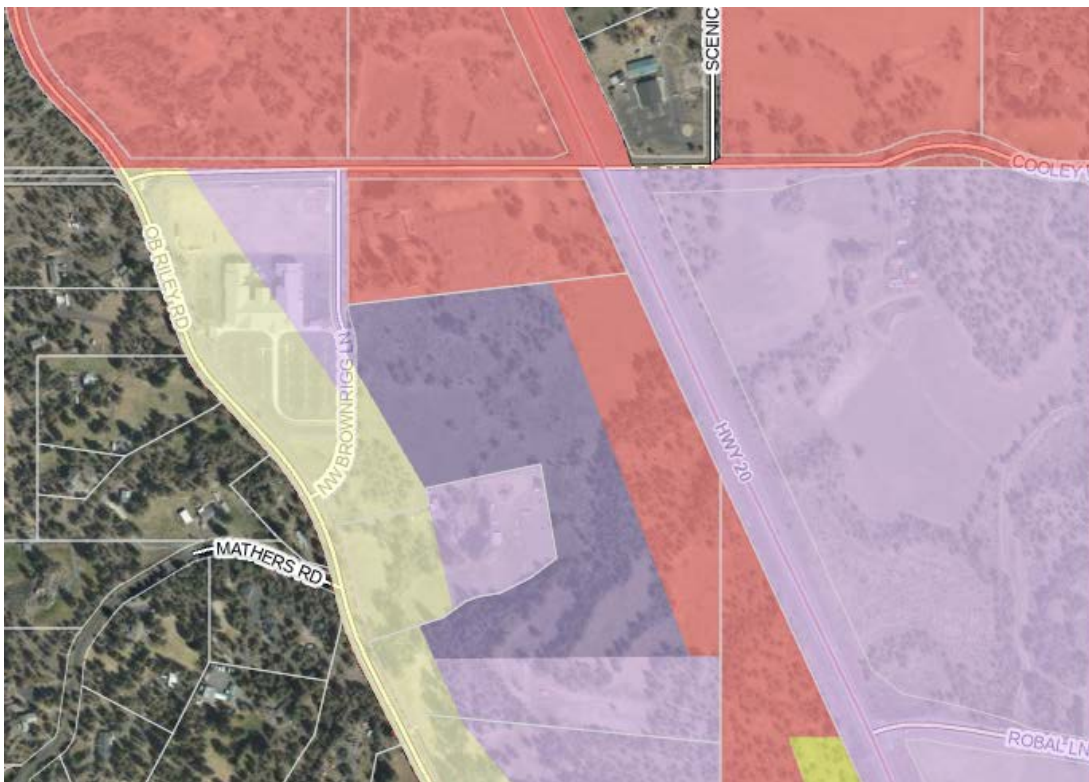 SCENIC
COOLEY
OB RILEY RD
NW BROWNRIGG LN
HWY 20
MATHERS RD
ROBAL LN